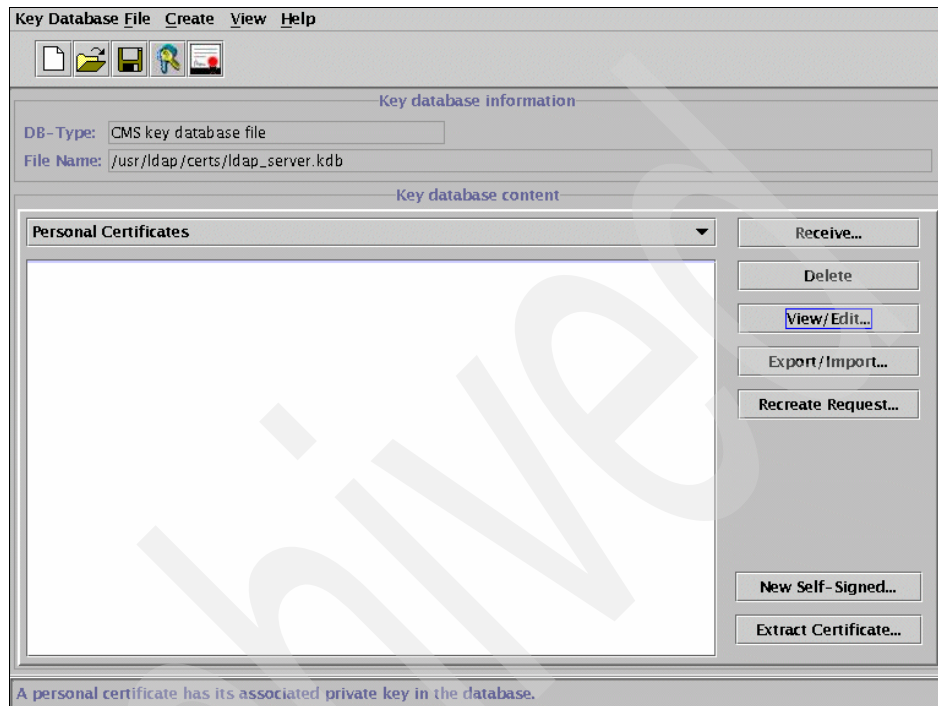 Key Database File Create View Help
Key database information
DB-Type: CMS key database file
File Name: /usr/ldap/certs/ldap_server.kdb
Key database content
Personal Certificates
Receive...
Delete
View/Edit...
Export/Import...
Recreate Request...
New Self-Signed...
Extract Certificate...
A personal certificate has its associated private key in the database.
hived